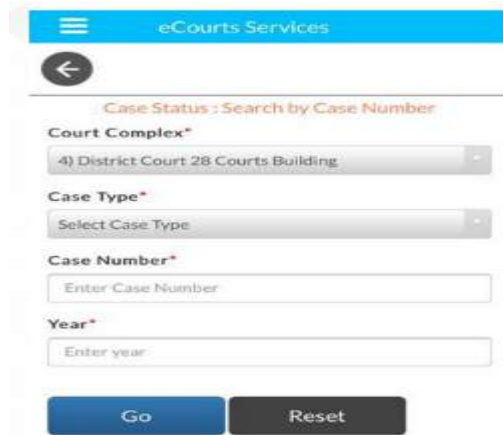 eCourts Services
Case Status : Search by Case Number
Court Complex*
4) District Court 28 Courts Building
Case Type*
Select Case Type
Case Number*
Enter Case Number
Year*
Enter year
Go Reset